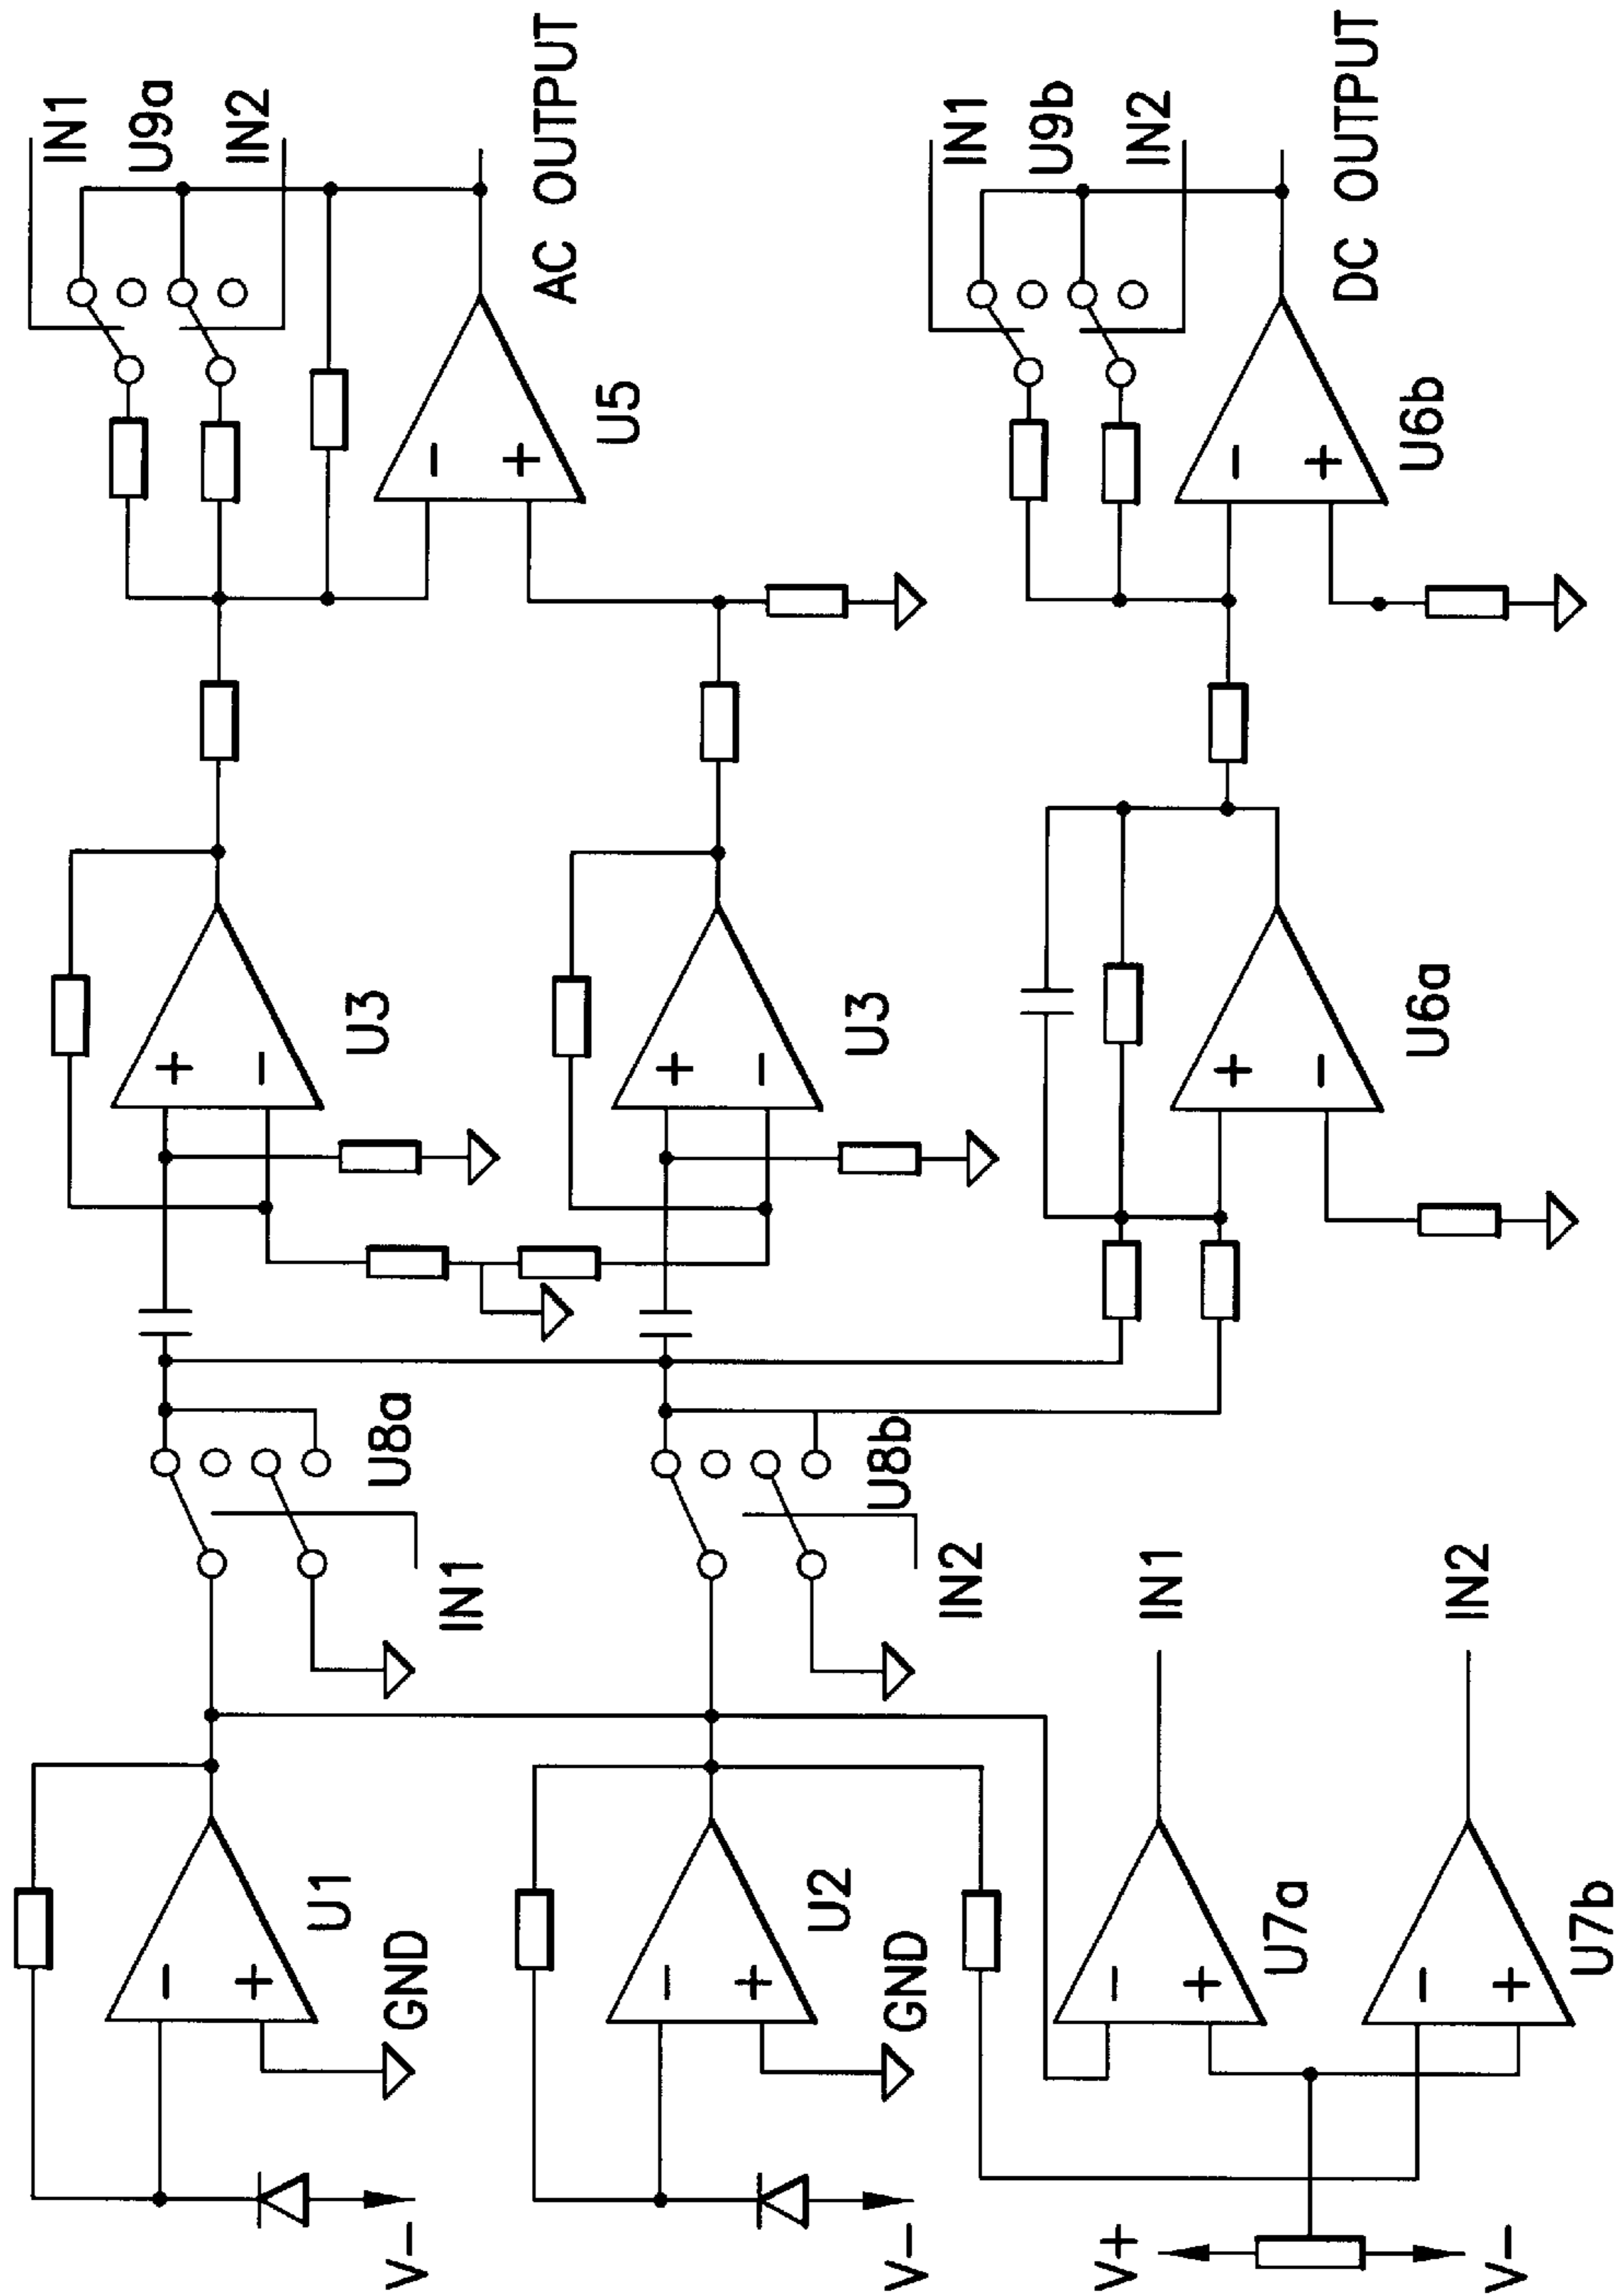 IN1
U9a
IN2
AC OUTPUT
IN1
U9b
IN2
DC OUTPUT
−
+
U5
−
+
U6b
+
−
U3
+
−
U3
+
−
U6a
U8a
IN1
U8b
IN2
IN1
IN2
−
+
U1
GND
−
+
U2
GND
−
+
U7a
−
+
U7b
V−
V−
V+
V−